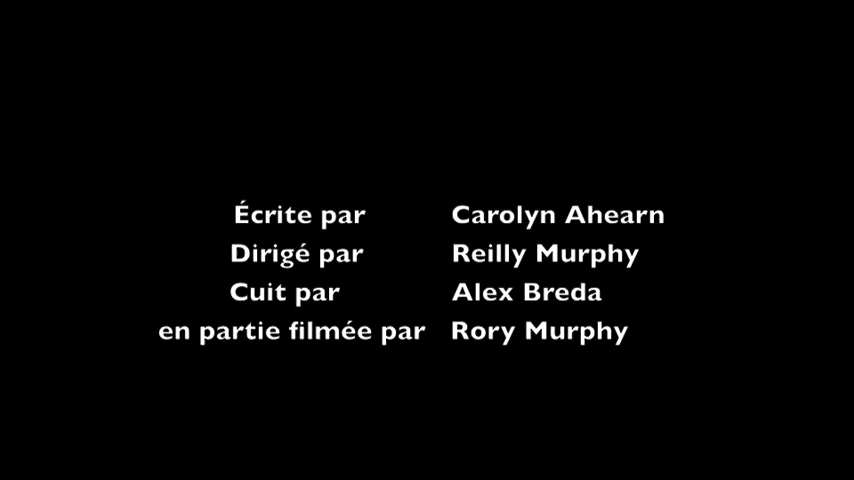 Écrite par Carolyn Ahearn
Dirigé par Reilly Murphy
Cuit par Alex Breda
en partie filmée par Rory Murphy